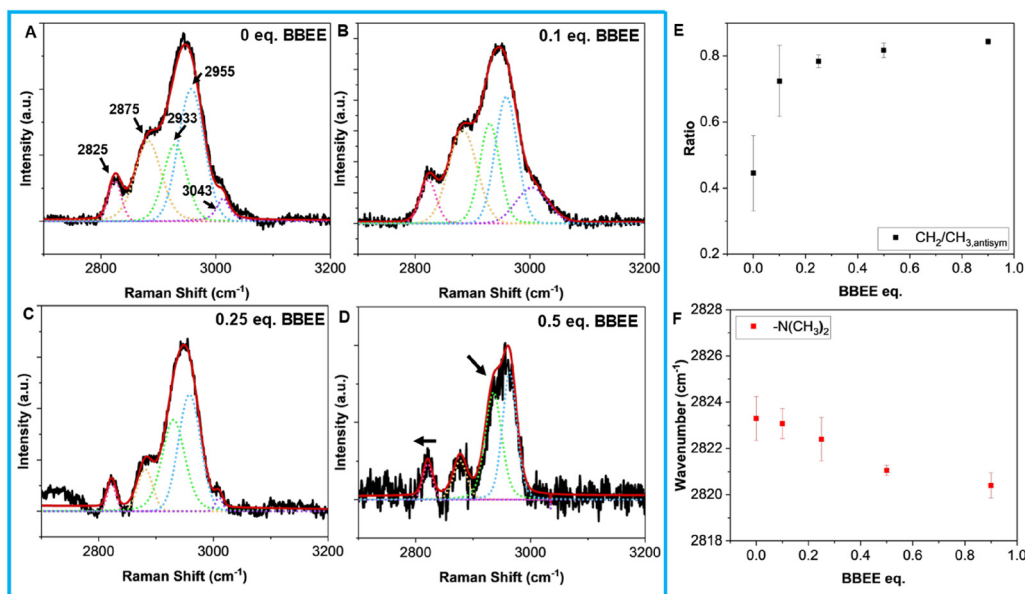 A
0 eq. BBEE
2955
2875
2933
2825
3043
Intensity (a.u.)
2800
3000
3200
Raman Shift (cm-1)
B
0.1 eq. BBEE
Intensity (a.u.)
2800
3000
3200
Raman Shift (cm-1)
C
0.25 eq. BBEE
Intensity (a.u.)
2800
3000
3200
Raman Shift (cm-1)
D
0.5 eq. BBEE
Intensity (a.u.)
2800
3000
3200
Raman Shift (cm-1)
E
0.8
0.6
0.4
0.2
Ratio
CH2/CH3,antisym
0.0 0.2 0.4 0.6 0.8 1.0
BBEE eq.
F
2828
2826
2824
2822
2820
2818
Wavenumber (cm-1)
-N(CH3)2
0.0 0.2 0.4 0.6 0.8 1.0
BBEE eq.